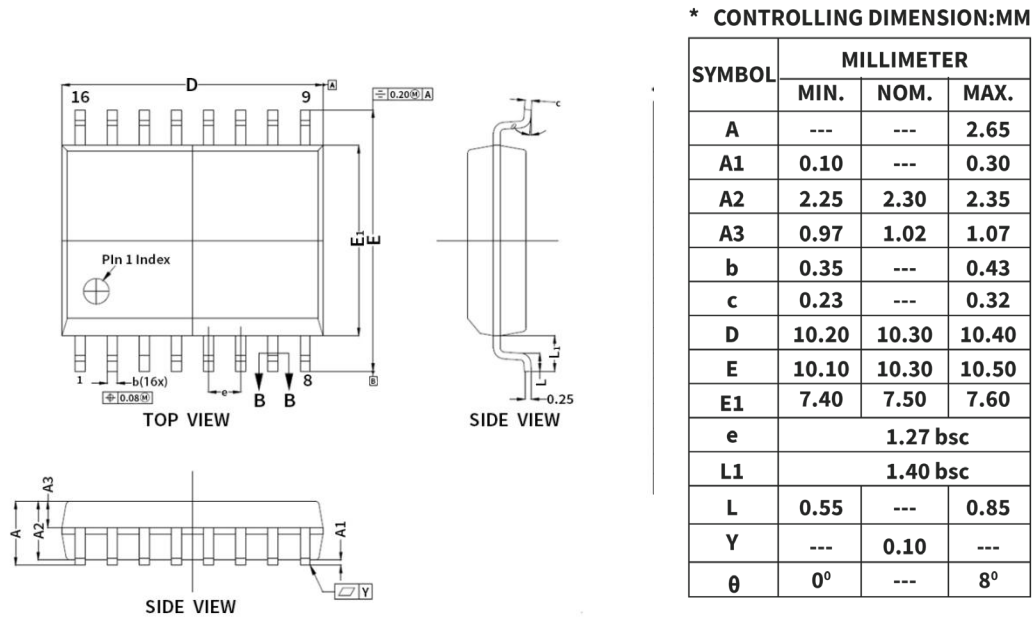 * CONTROLLING DIMENSION:MM
SYMBOL MILLIMETER
MIN. NOM. MAX.
A --- --- 2.65
A1 0.10 --- 0.30
A2 2.25 2.30 2.35
A3 0.97 1.02 1.07
b 0.35 --- 0.43
c 0.23 --- 0.32
D 10.20 10.30 10.40
E 10.10 10.30 10.50
E1 7.40 7.50 7.60
e 1.27 bsc
L1 1.40 bsc
L 0.55 --- 0.85
Y --- 0.10 ---
θ 0⁰ --- 8⁰
D
A
16 9
0.20Ⓜ A
E1
E
PIn 1 Index
1 8
b(16x)
0.08Ⓜ
e
B B
B
TOP VIEW
c
θ
L1
L
0.25
SIDE VIEW
A
A3
A2
A1
Y
SIDE VIEW